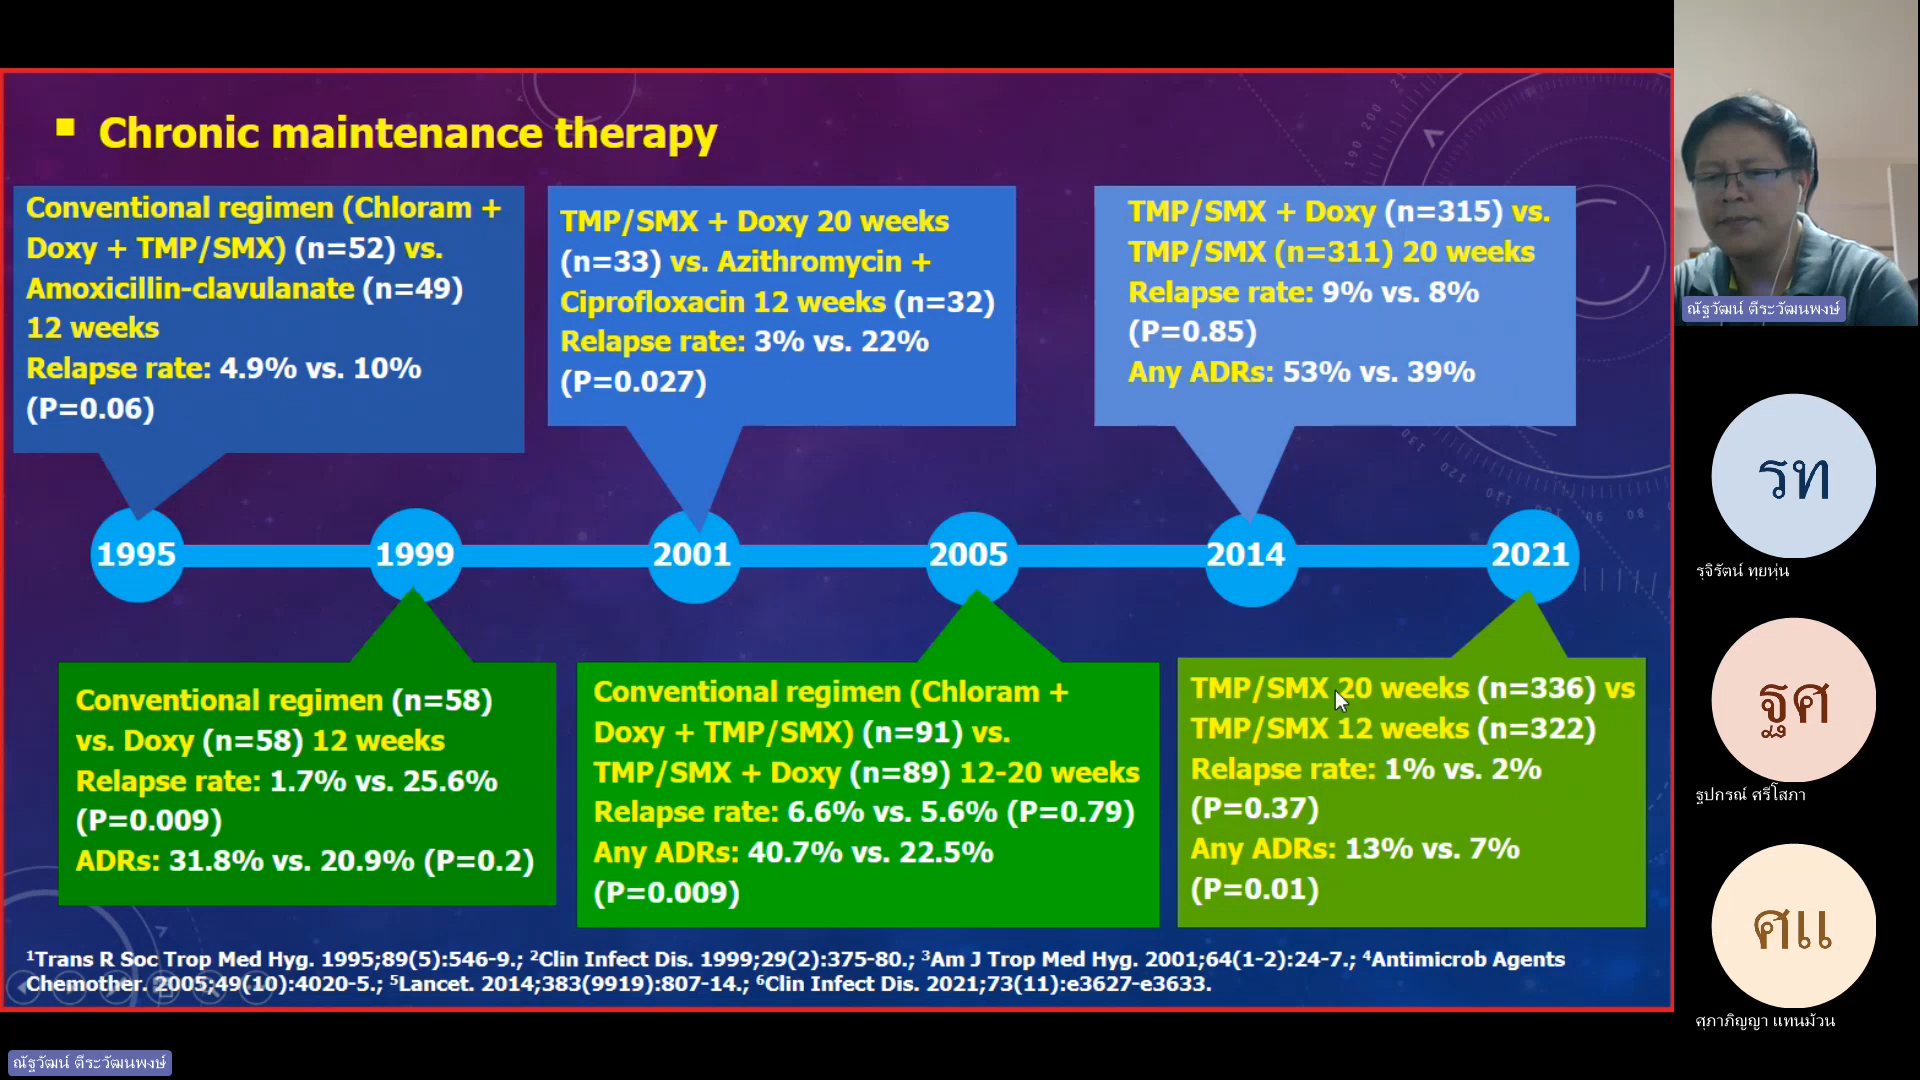 Chronic maintenance therapy
Conventional regimen (Chloram +
Doxy + TMP/SMX) (n=52) vs.
Amoxicillin-clavulanate (n=49)
12 weeks
Relapse rate: 4.9% vs. 10%
(P=0.06)
TMP/SMX + Doxy 20 weeks
(n=33) vs. Azithromycin +
Ciprofloxacin 12 weeks (n=32)
Relapse rate: 3% vs. 22%
(P=0.027)
TMP/SMX + Doxy (n=315) vs.
TMP/SMX (n=311) 20 weeks
Relapse rate: 9% vs. 8%
(P=0.85)
Any ADRs: 53% vs. 39%
1995
1999
2001
2005
2014
2021
Conventional regimen (n=58)
vs. Doxy (n=58) 12 weeks
Relapse rate: 1.7% vs. 25.6%
(P=0.009)
ADRs: 31.8% vs. 20.9% (P=0.2)
Conventional regimen (Chloram +
Doxy + TMP/SMX) (n=91) vs.
TMP/SMX + Doxy (n=89) 12-20 weeks
Relapse rate: 6.6% vs. 5.6% (P=0.79)
Any ADRs: 40.7% vs. 22.5%
(P=0.009)
TMP/SMX 20 weeks (n=336) vs
TMP/SMX 12 weeks (n=322)
Relapse rate: 1% vs. 2%
(P=0.37)
Any ADRs: 13% vs. 7%
(P=0.01)
¹Trans R Soc Trop Med Hyg. 1995;89(5):546-9.; ²Clin Infect Dis. 1999;29(2):375-80.; ³Am J Trop Med Hyg. 2001;64(1-2):24-7.; ⁴Antimicrob Agents
Chemother. 2005;49(10):4020-5.; ⁵Lancet. 2014;383(9919):807-14.; ⁶Clin Infect Dis. 2021;73(11):e3627-e3633.
ณัฐวัฒน์ ตีระวัฒนพงษ์
รท
รุจิรัตน์ ทุยหุ่น
ฐศ
ฐปกรณ์ ศรีโสภา
ศแ
ศุภาภิญญา แทนม้วน
ณัฐวัฒน์ ตีระวัฒนพงษ์